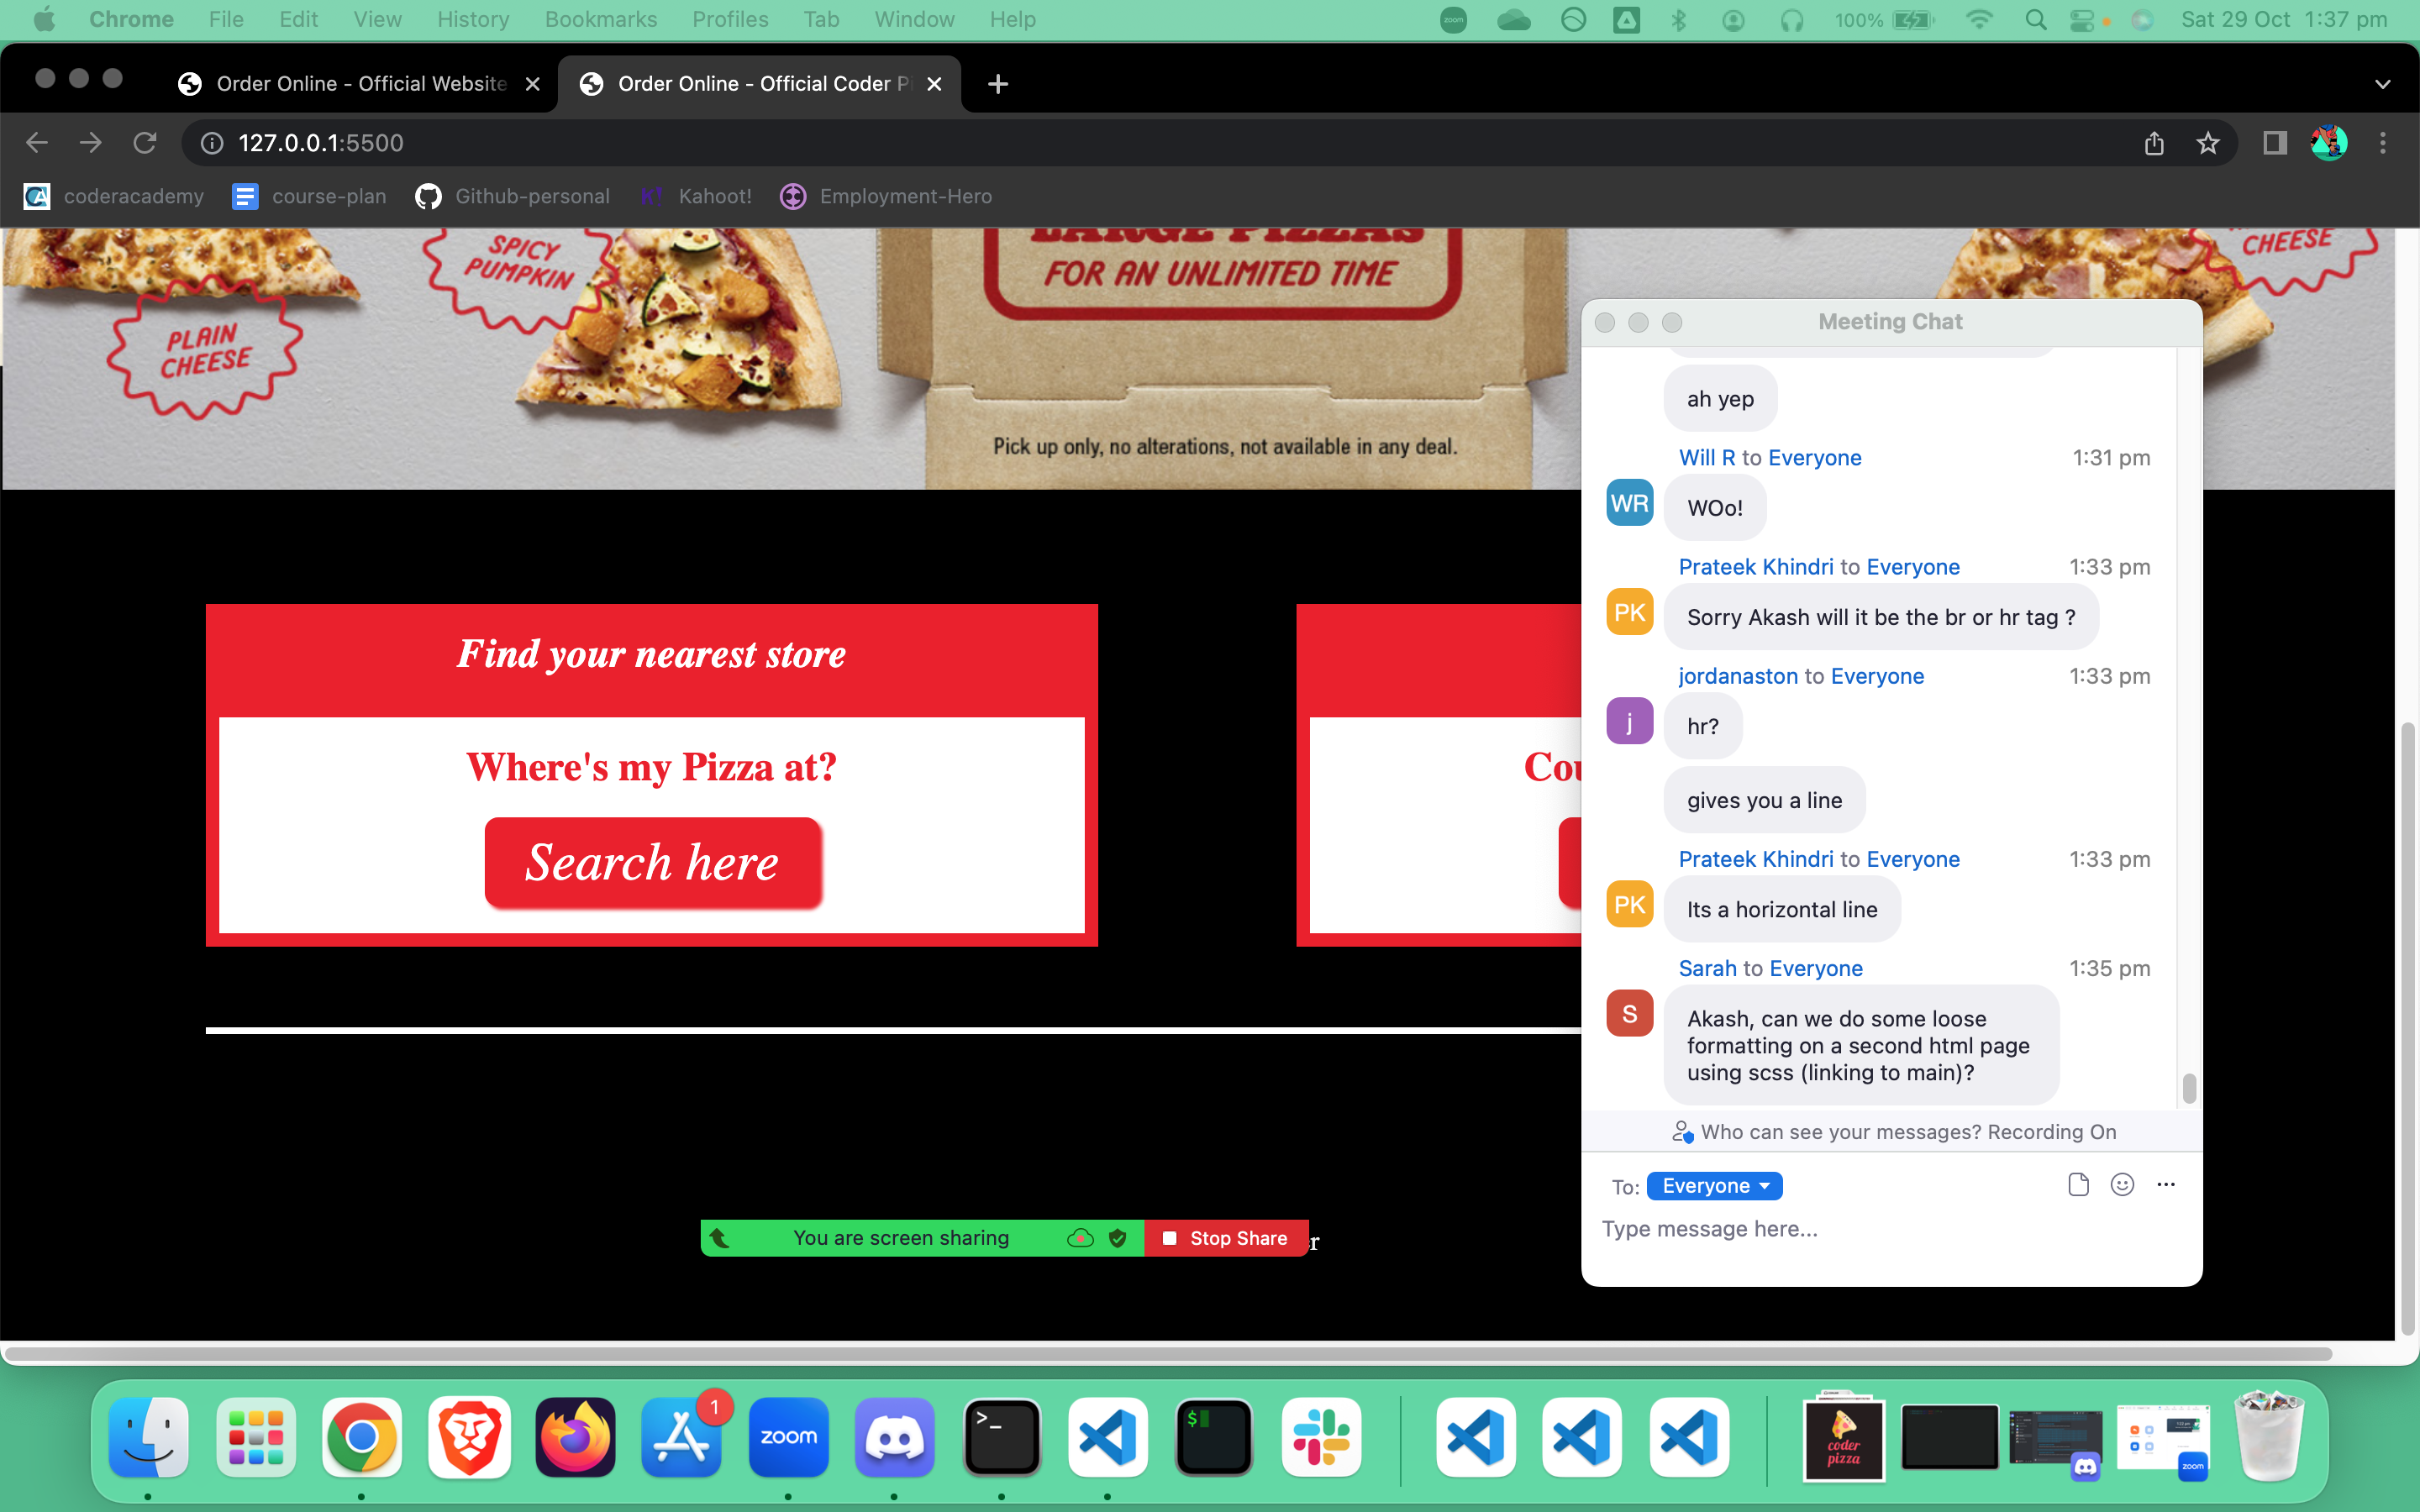 Chrome File Edit View History Bookmarks Profiles Tab Window Help
zoom 100% Sat 29 Oct 1:37 pm
Order Online - Official Website
Order Online - Official Coder
127.0.0.1:5500
coderacademy course-plan Github-personal Kahoot! Employment-Hero
SPICY
PUMPKIN
PLAIN
CHEESE
LARGE PIZZAS
FOR AN UNLIMITED TIME
Pick up only, no alterations, not available in any deal.
CHEESE
Find your nearest store
Where's my Pizza at?
Search here
Meeting Chat
ah yep
Will R to Everyone 1:31 pm
WR
WOo!
Prateek Khindri to Everyone 1:33 pm
PK
Sorry Akash will it be the br or hr tag ?
jordanaston to Everyone 1:33 pm
j
hr?
gives you a line
Prateek Khindri to Everyone 1:33 pm
PK
Its a horizontal line
Sarah to Everyone 1:35 pm
S
Akash, can we do some loose
formatting on a second html page
using scss (linking to main)?
Who can see your messages? Recording On
To: Everyone
Type message here...
You are screen sharing Stop Share
1
zoom
>_
$
coder
pizza
zoom